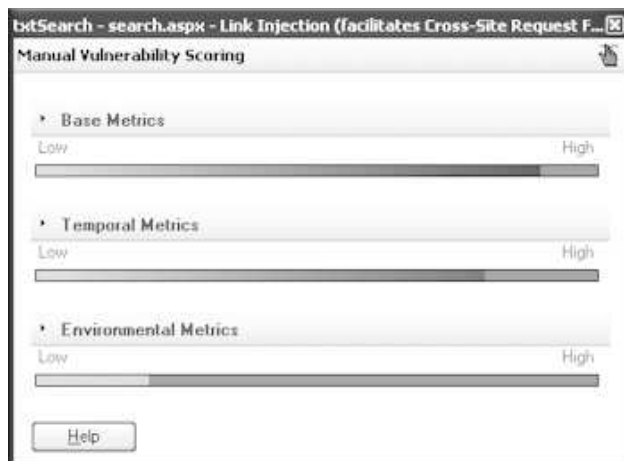 txtSearch - search.aspx - Link Injection (facilitates Cross-Site Request F...
Manual Vulnerability Scoring
Base Metrics
Low High
Temporal Metrics
Low High
Environmental Metrics
Low High
Help